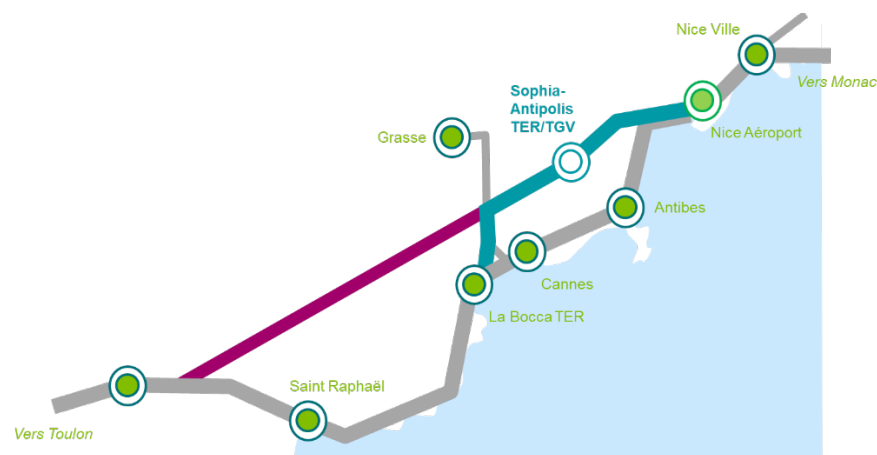 Nice Ville
Vers Monac
Sophia-
Antipolis
TER/TGV
Grasse
Nice Aéroport
Antibes
Cannes
La Bocca TER
Saint Raphaël
Vers Toulon